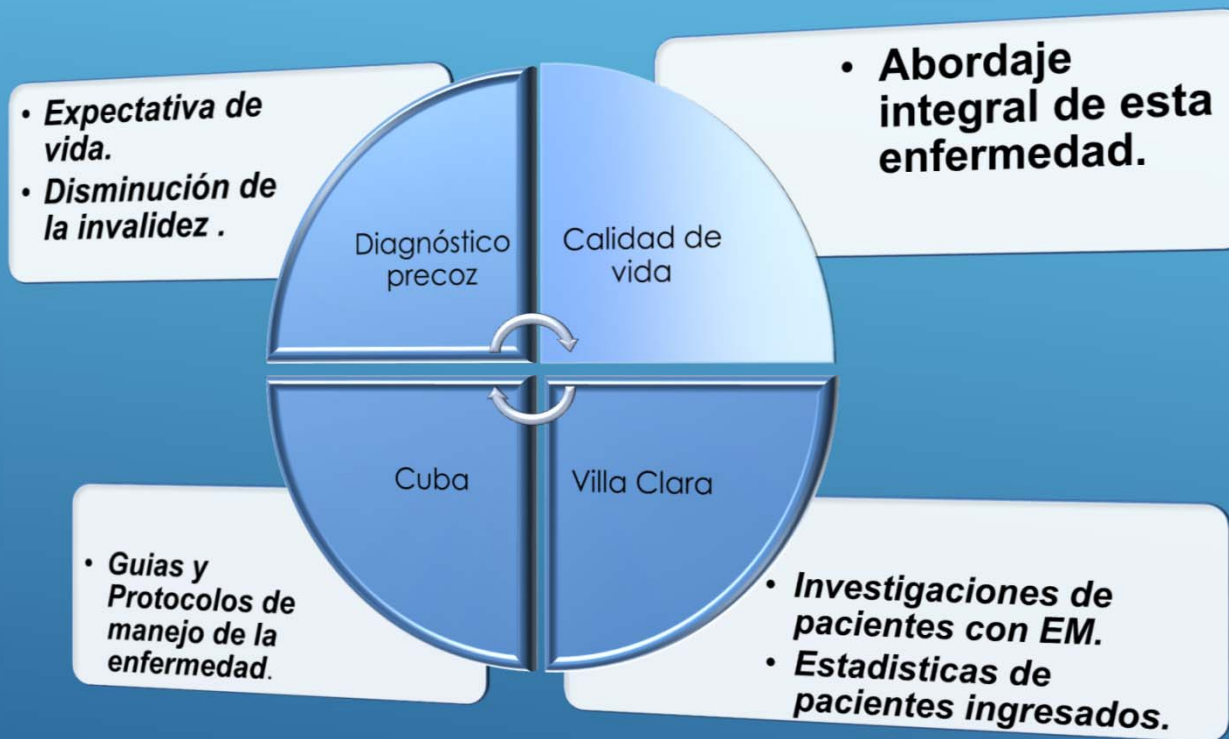 • Expectativa de
vida.
• Disminución de
la invalidez .
• Abordaje
integral de esta
enfermedad.
Diagnóstico
precoz
Calidad de
vida
Cuba
Villa Clara
• Guias y
Protocolos de
manejo de la
enfermedad.
• Investigaciones de
pacientes con EM.
• Estadisticas de
pacientes ingresados.